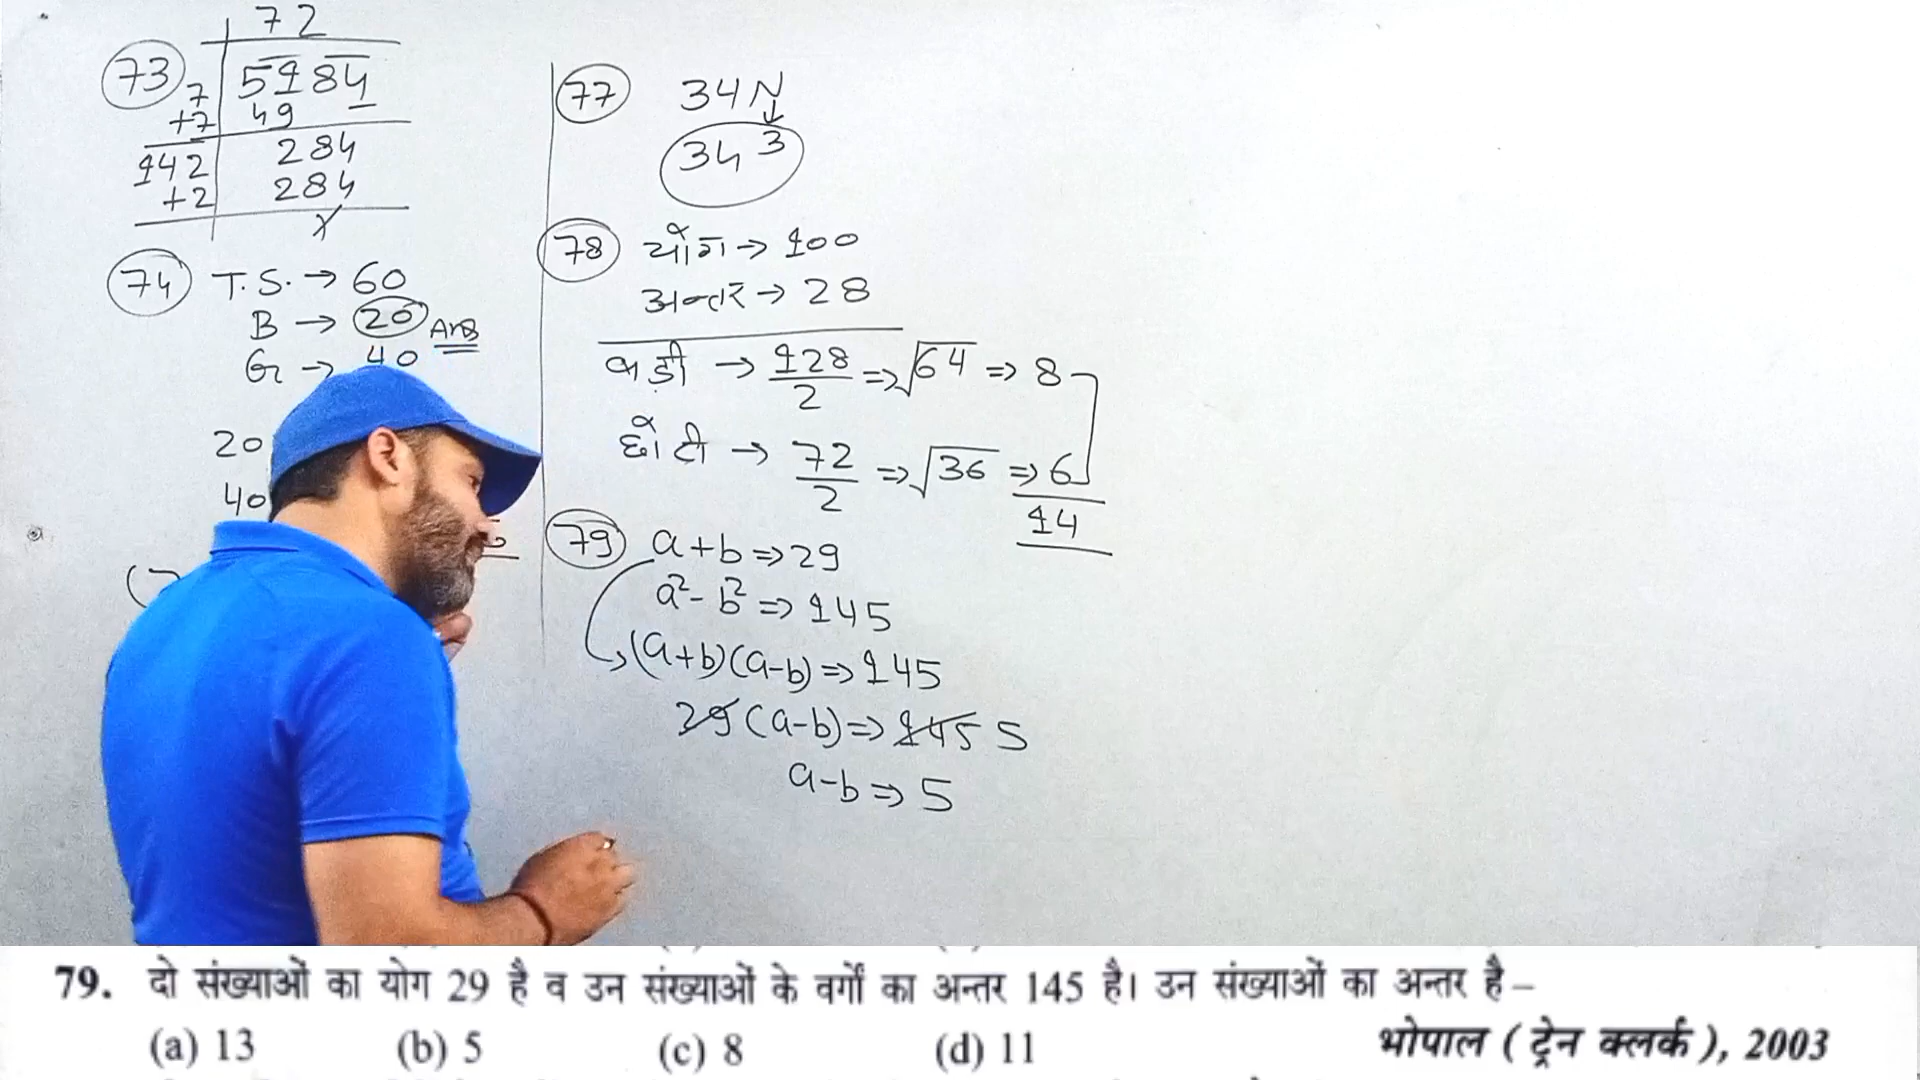 72
73 7 5184
+7 49
142 284
+2 284
x
74 T.S. → 60
B → 20 Ans
G → 40
20
40
77 34N
↓
343
78 योग → 100
अन्तर → 28
बड़ी → 128/2 ⇒ √64 ⇒ 8
छोटी → 72/2 ⇒ √36 ⇒ 6
14
79 a+b ⇒ 29
a²-b² ⇒ 145
(a+b)(a-b) ⇒ 145
29(a-b) ⇒ 145 5
a-b ⇒ 5
79. दो संख्याओं का योग 29 है व उन संख्याओं के वर्गों का अन्तर 145 है। उन संख्याओं का अन्तर है–
(a) 13 (b) 5 (c) 8 (d) 11 भोपाल ( ट्रेन क्लर्क ), 2003